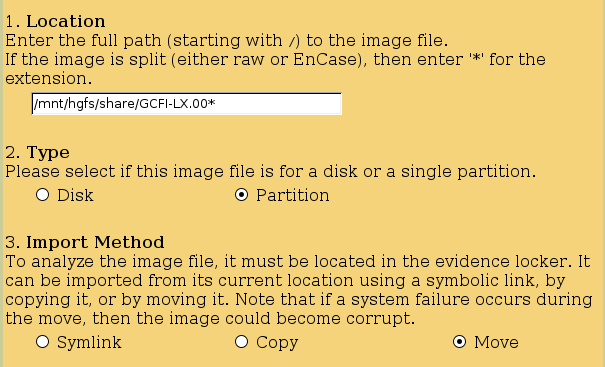 1. Location
Enter the full path (starting with /) to the image file.
If the image is split (either raw or EnCase), then enter '*' for the
extension.
/mnt/hgfs/share/GCFI-LX.00*
2. Type
Please select if this image file is for a disk or a single partition.
Disk Partition
3. Import Method
To analyze the image file, it must be located in the evidence locker. It
can be imported from its current location using a symbolic link, by
copying it, or by moving it. Note that if a system failure occurs during
the move, then the image could become corrupt.
Symlink Copy Move